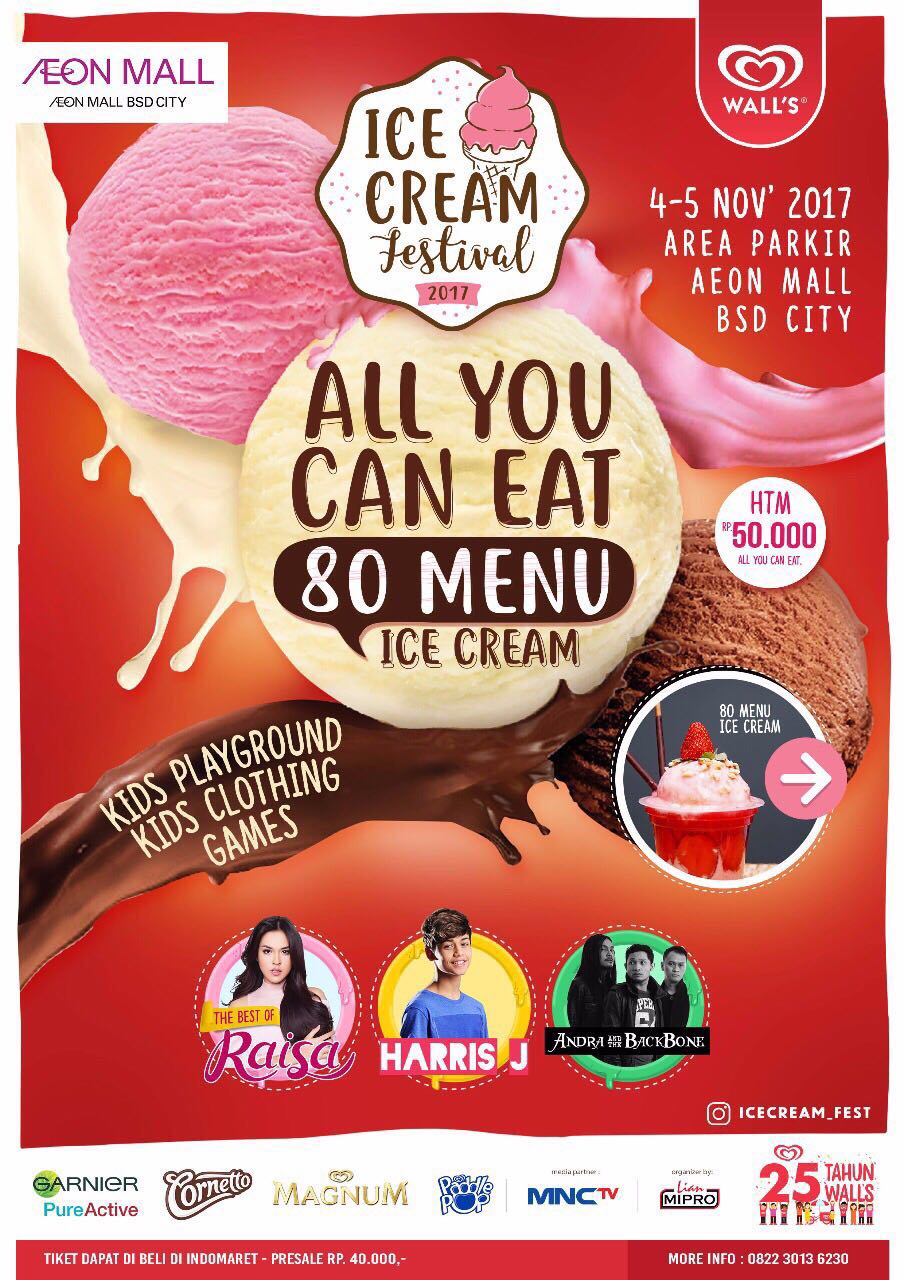 ÆON MALL
ÆON MALL BSD CITY
ICE
CREAM
Festival
2017
WALL'S®
4-5 NOV' 2017
AREA PARKIR
AEON MALL
BSD CITY
ALL YOU
CAN EAT
80 MENU
ICE CREAM
HTM
RP. 50.000
ALL YOU CAN EAT.
80 MENU
ICE CREAM
KIDS PLAYGROUND
KIDS CLOTHING
GAMES
THE BEST OF
Raisa
HARRIS J
ANDRA AND THE BACKBONE
ICECREAM_FEST
GARNIER
PureActive
Cornetto
MAGNUM
Paddle
Pop
media partner :
MNCTV
organizer by:
Lian
MIPRO
25 TAHUN
WALLS
TIKET DAPAT DI BELI DI INDOMARET - PRESALE RP. 40.000,-
MORE INFO : 0822 3013 6230